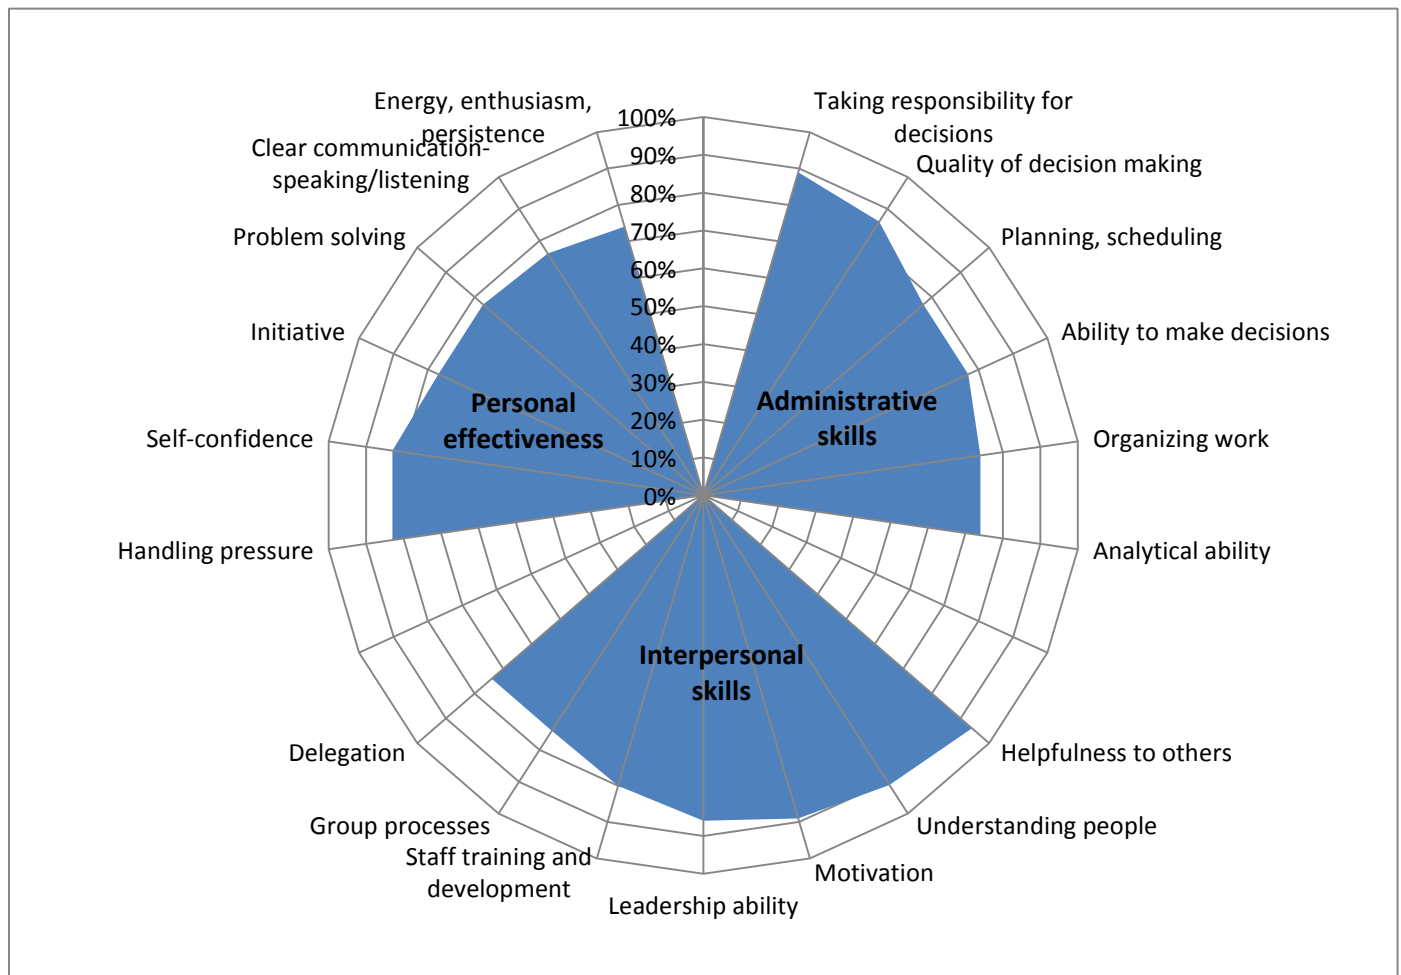 Energy, enthusiasm,
persistence
Clear communication-
speaking/listening
Problem solving
Initiative
Self-confidence
Handling pressure
Delegation
Group processes
Staff training and
development
Leadership ability
Motivation
Understanding people
Helpfulness to others
Analytical ability
Organizing work
Ability to make decisions
Planning, scheduling
Quality of decision making
Taking responsibility for
decisions
100%
90%
80%
70%
60%
50%
40%
30%
20%
10%
0%
Personal
effectiveness
Administrative
skills
Interpersonal
skills